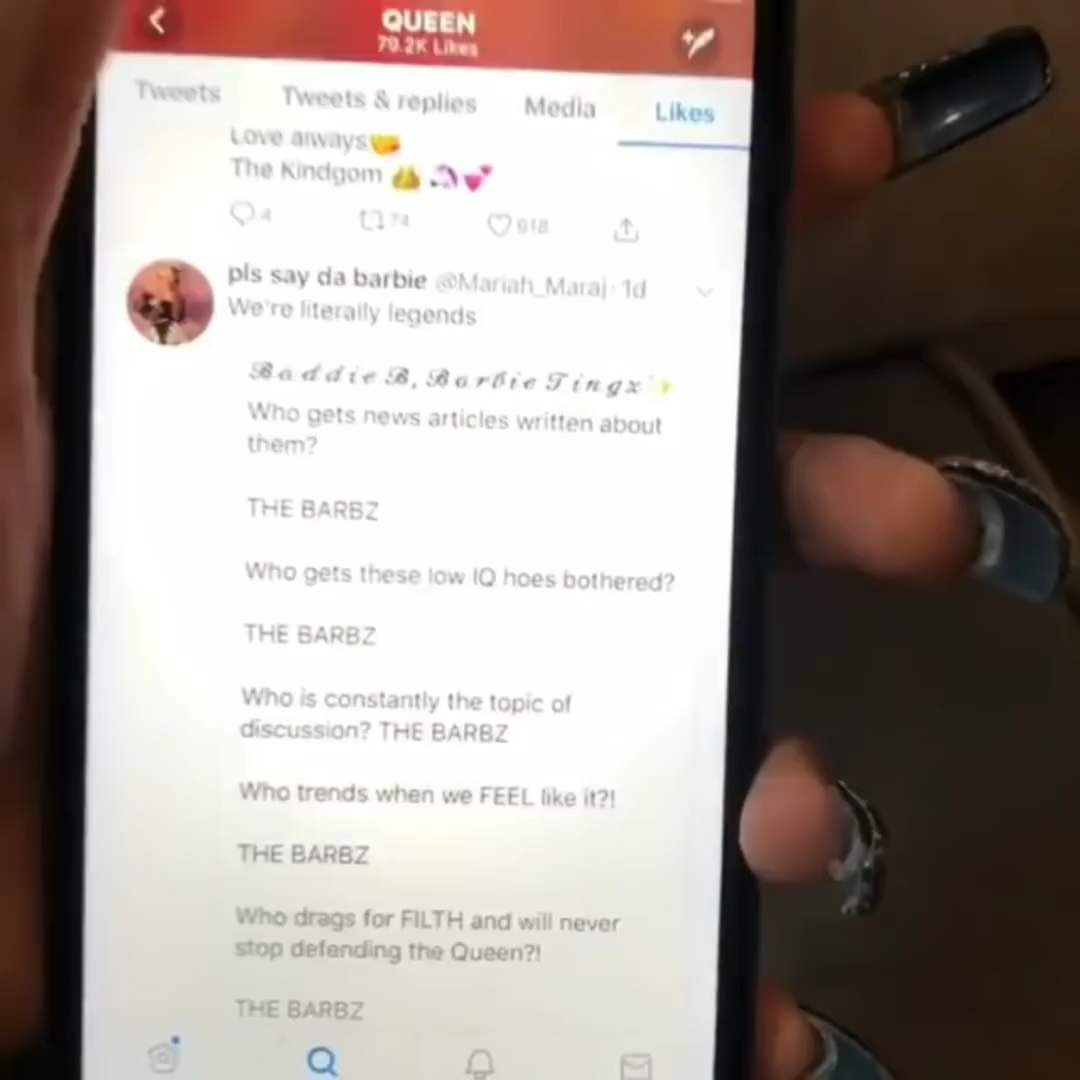 QUEEN
79.2K Likes
Tweets Tweets & replies Media Likes
Love always😘
The Kindgom 👑 🦄💕
4 74 618
pls say da barbie @Mariah_Maraj · 1d
We're literally legends
𝓑𝓪𝓭𝓭𝓲𝓮 𝓑, 𝓑𝓪𝓻𝓫𝓲𝓮 𝓣𝓲𝓷𝓰𝔁✨
Who gets news articles written about
them?
THE BARBZ
Who gets these low IQ hoes bothered?
THE BARBZ
Who is constantly the topic of
discussion? THE BARBZ
Who trends when we FEEL like it?!
THE BARBZ
Who drags for FILTH and will never
stop defending the Queen?!
THE BARBZ